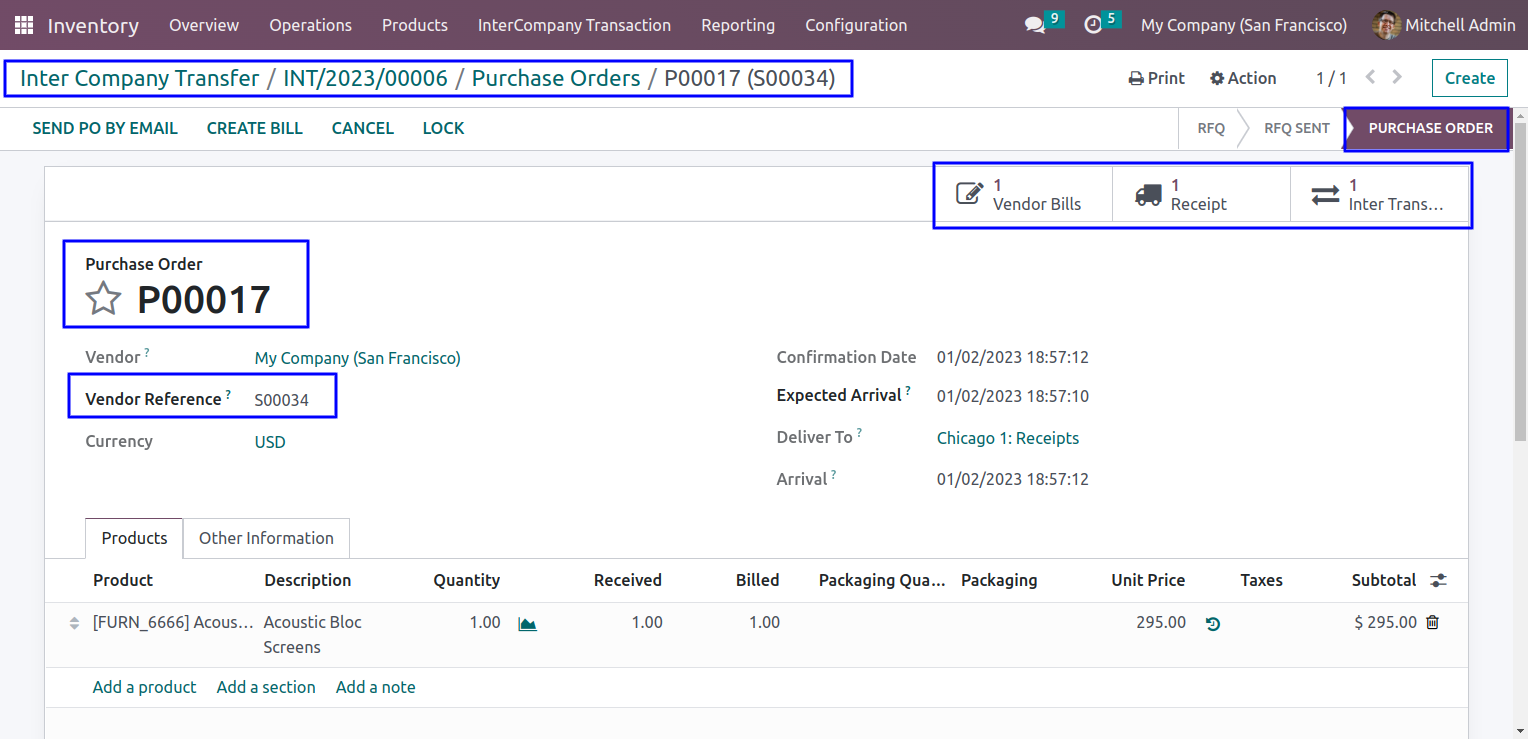 Inventory Overview Operations Products InterCompany Transaction Reporting Configuration 9 5 My Company (San Francisco) Mitchell Admin
Inter Company Transfer / INT/2023/00006 / Purchase Orders / P00017 (S00034) Print Action 1 / 1 Create
SEND PO BY EMAIL CREATE BILL CANCEL LOCK RFQ RFQ SENT PURCHASE ORDER
1 Vendor Bills
1 Receipt
1 Inter Trans...
Purchase Order
P00017
Vendor ? My Company (San Francisco)
Vendor Reference ? S00034
Currency USD
Confirmation Date 01/02/2023 18:57:12
Expected Arrival ? 01/02/2023 18:57:10
Deliver To ? Chicago 1: Receipts
Arrival ? 01/02/2023 18:57:12
Products Other Information
Product Description Quantity Received Billed Packaging Qua... Packaging Unit Price Taxes Subtotal
[FURN_6666] Acous... Acoustic Bloc 1.00 1.00 1.00 295.00 $ 295.00
Screens
Add a product Add a section Add a note